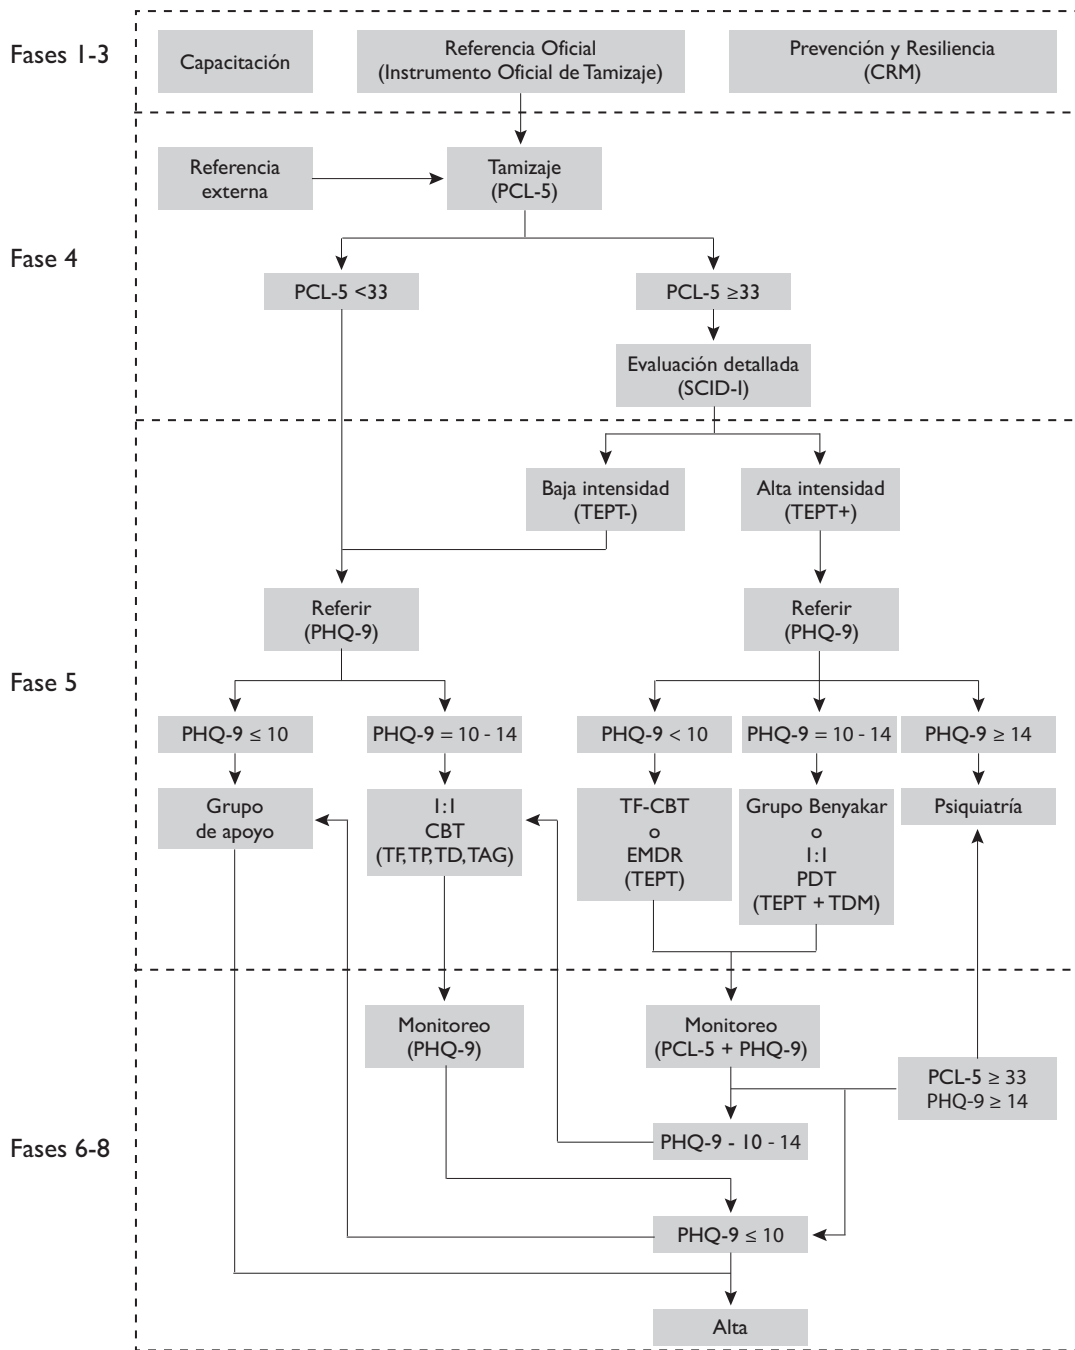 Fases 1-3
Capacitación
Referencia Oficial
(Instrumento Oficial de Tamizaje)
Prevención y Resiliencia
(CRM)
Fase 4
Referencia
externa
Tamizaje
(PCL-5)
PCL-5 <33
PCL-5 ≥33
Evaluación detallada
(SCID-I)
Fase 5
Baja intensidad
(TEPT-)
Alta intensidad
(TEPT+)
Referir
(PHQ-9)
Referir
(PHQ-9)
PHQ-9 ≤ 10
PHQ-9 = 10 - 14
PHQ-9 < 10
PHQ-9 = 10 - 14
PHQ-9 ≥ 14
Grupo
de apoyo
1:1
CBT
(TF, TP, TD, TAG)
TF-CBT
o
EMDR
(TEPT)
Grupo Benyakar
o
1:1
PDT
(TEPT + TDM)
Psiquiatría
Fases 6-8
Monitoreo
(PHQ-9)
Monitoreo
(PCL-5 + PHQ-9)
PCL-5 ≥ 33
PHQ-9 ≥ 14
PHQ-9 - 10 - 14
PHQ-9 ≤ 10
Alta